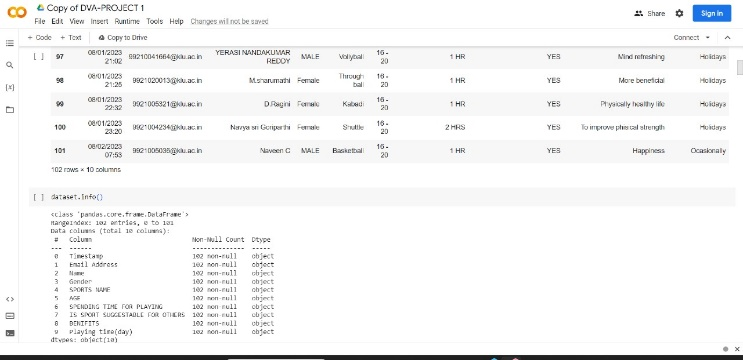 Copy of DVA-PROJECT 1
File Edit View Insert Runtime Tools Help Changes will not be saved
Share Sign in
+ Code + Text Copy to Drive Connect
[ ] 97 08/01/2023 21:02 99210041664@klu.ac.in YERASI NANDAKUMAR REDDY MALE Vollyball 16 - 20 1 HR YES Mind refreshing Holidays
98 08/01/2023 21:25 9921020013@klu.ac.in M.sharumathi Female Through ball 16 - 20 1 HR YES More beneficial Holidays
99 08/01/2023 22:32 9921005321@klu.ac.in D.Ragini Female Kabadi 16 - 20 1 HR YES Physically healthy life Holidays
100 08/01/2023 23:20 9921004234@klu.ac.in Navya sri Gonparthi Female Shuttle 16 - 20 2 HRS YES To improve phisical strength Holidays
101 08/02/2023 07:53 9921005036@klu.ac.in Naveen C MALE Basketball 16 - 20 1 HR YES Happiness Ocasionally
102 rows × 10 columns
[ ] dataset.info()
<class 'pandas.core.frame.DataFrame'>
RangeIndex: 102 entries, 0 to 101
Data columns (total 10 columns):
# Column Non-Null Count Dtype
--- ------ -------------- -----
0 Timestamp 102 non-null object
1 Email Address 102 non-null object
2 Name 102 non-null object
3 Gender 102 non-null object
4 SPORTS NAME 102 non-null object
5 AGE 102 non-null object
6 SPENDING TIME FOR PLAYING 102 non-null object
7 IS SPORT SUGGESTABLE FOR OTHERS 102 non-null object
8 BENIFITS 102 non-null object
9 Playing time(day) 102 non-null object
dtypes: object(10)